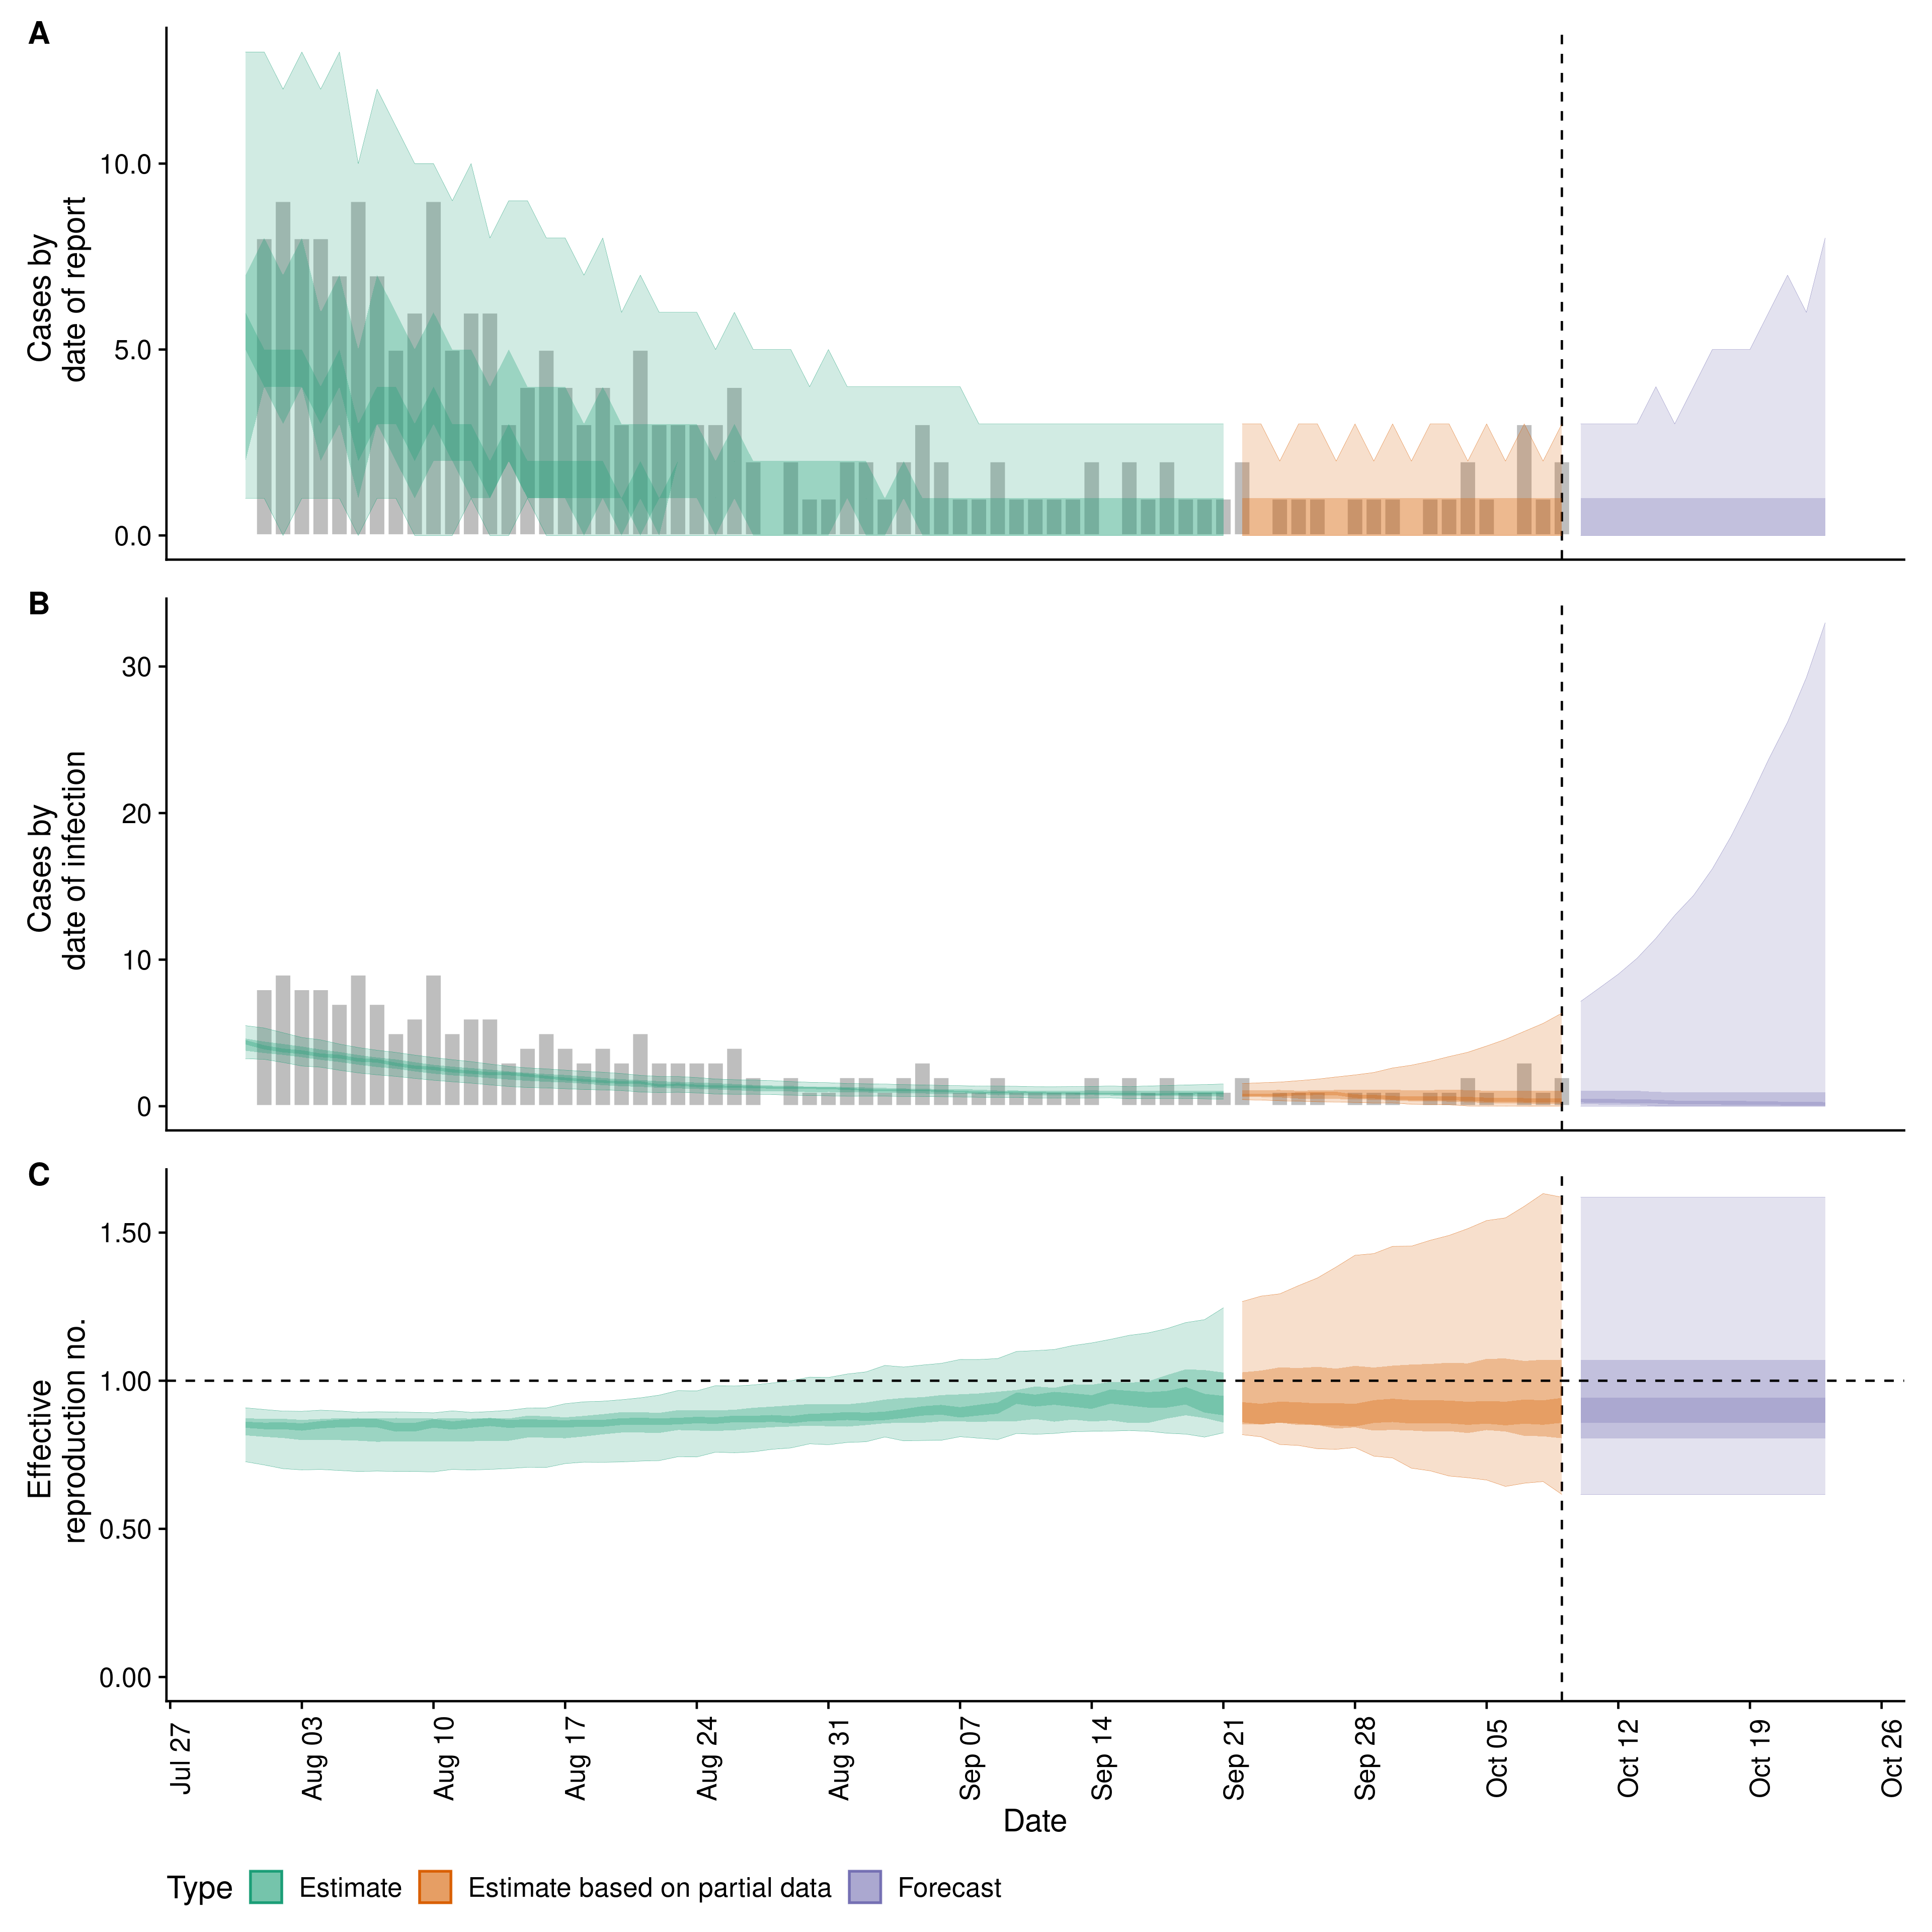 A
Cases by
date of report
10.0
5.0
0.0
B
Cases by
date of infection
30
20
10
0
C
Effective
reproduction no.
1.50
1.00
0.50
0.00
Jul 27
Aug 03
Aug 10
Aug 17
Aug 24
Aug 31
Sep 07
Sep 14
Sep 21
Sep 28
Oct 05
Oct 12
Oct 19
Oct 26
Date
Type Estimate Estimate based on partial data Forecast